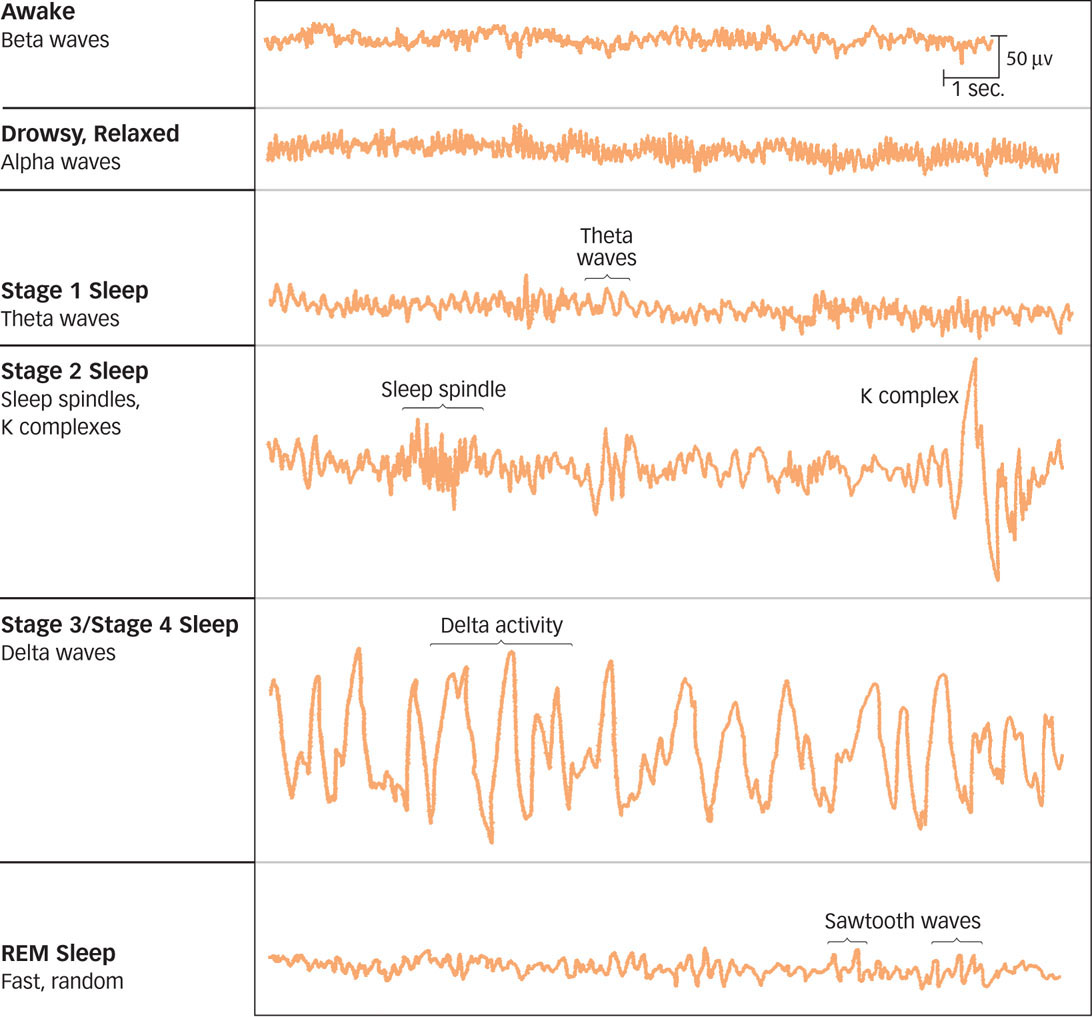 Awake
Beta waves
50 μv
1 sec.
Drowsy, Relaxed
Alpha waves
Theta
waves
Stage 1 Sleep
Theta waves
Stage 2 Sleep
Sleep spindles,
K complexes
Sleep spindle
K complex
Stage 3/Stage 4 Sleep
Delta waves
Delta activity
Sawtooth waves
REM Sleep
Fast, random